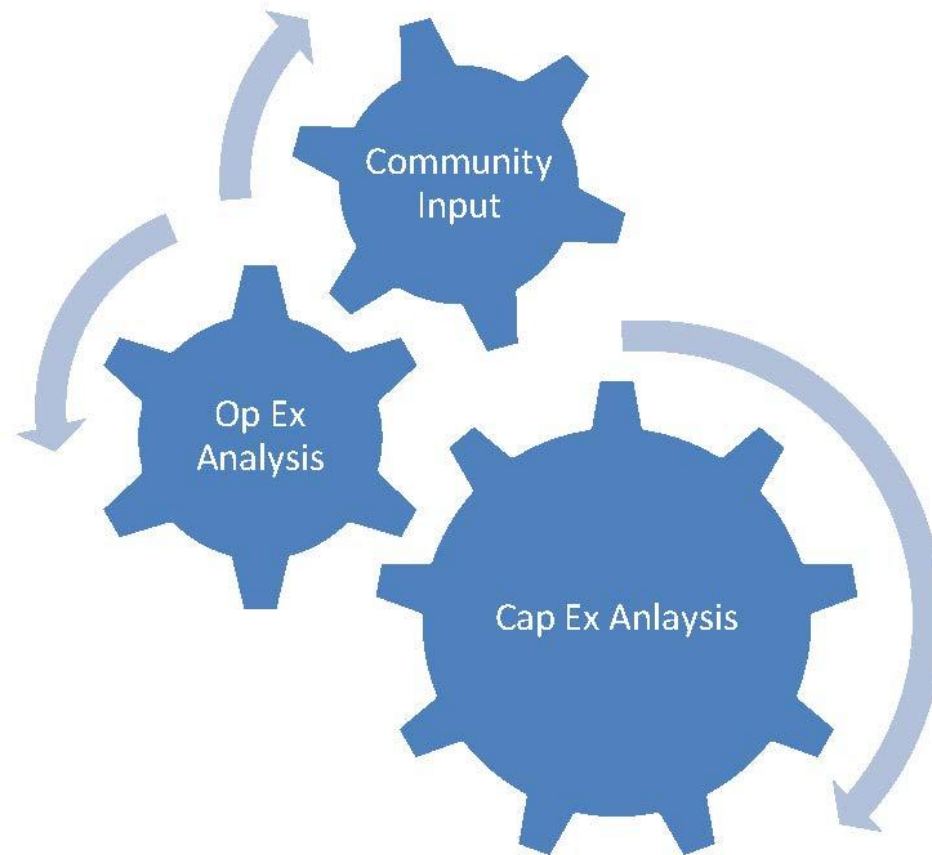 Community
Input
Op Ex
Analysis
Cap Ex Anlaysis